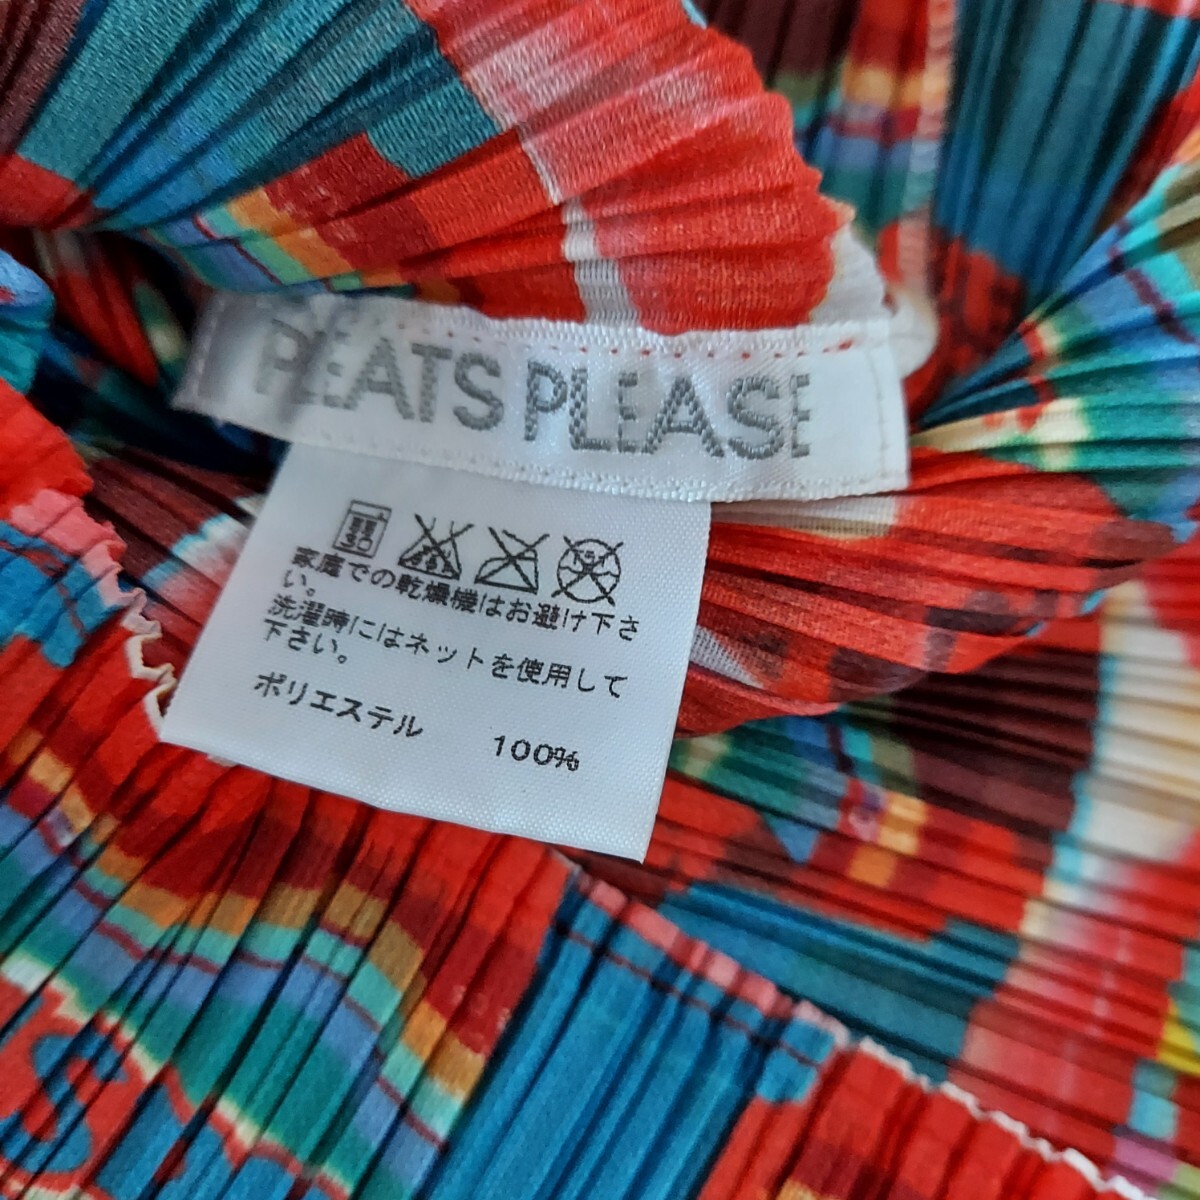 PLEATS PLEASE
家庭での乾燥機はお避け下さ
い。
洗濯時にはネットを使用して
下さい。
ポリエステル 100%